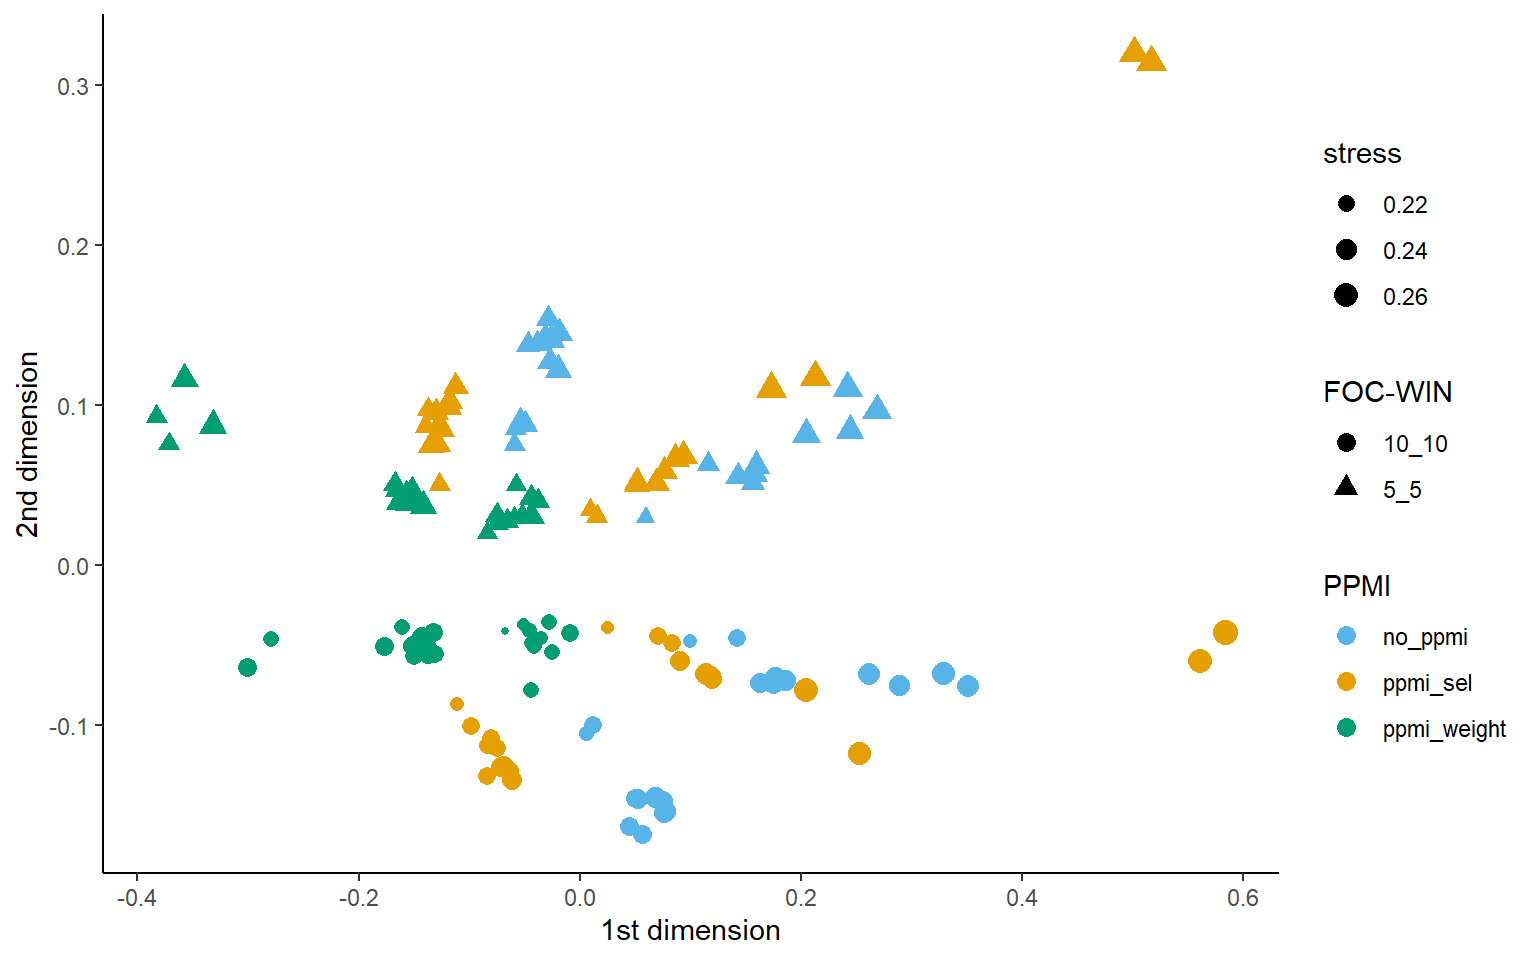 0.3
0.2
0.1
0.0
-0.1
2nd dimension
-0.4
-0.2
0.0
0.2
0.4
0.6
1st dimension
stress
0.22
0.24
0.26
FOC-WIN
10_10
5_5
PPMI
no_ppmi
ppmi_sel
ppmi_weight